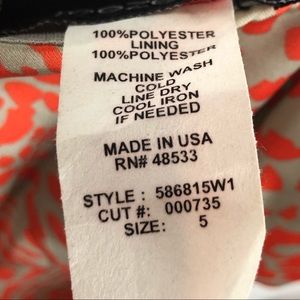 100%POLYESTER
LINING
100%POLYESTER
MACHINE WASH
COLD
LINE DRY
COOL IRON
IF NEEDED
MADE IN USA
RN# 48533
STYLE : 586815W1
CUT #: 000735
SIZE: 5